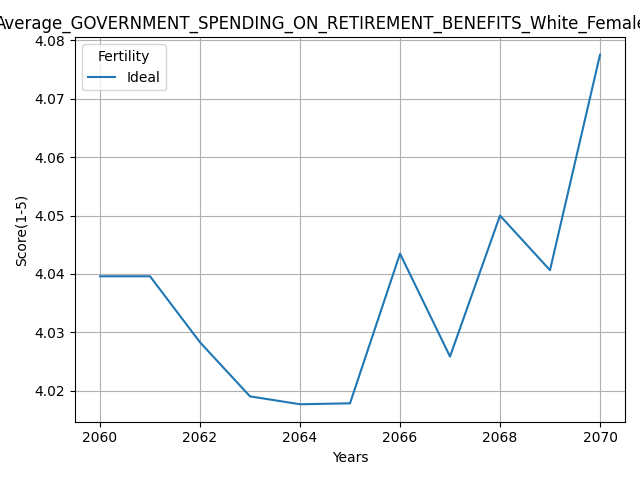 Average_GOVERNMENT_SPENDING_ON_RETIREMENT_BENEFITS_White_Female
Fertility
Ideal
4.08
4.07
4.06
4.05
4.04
4.03
4.02
Score(1-5)
2060 2062 2064 2066 2068 2070
Years